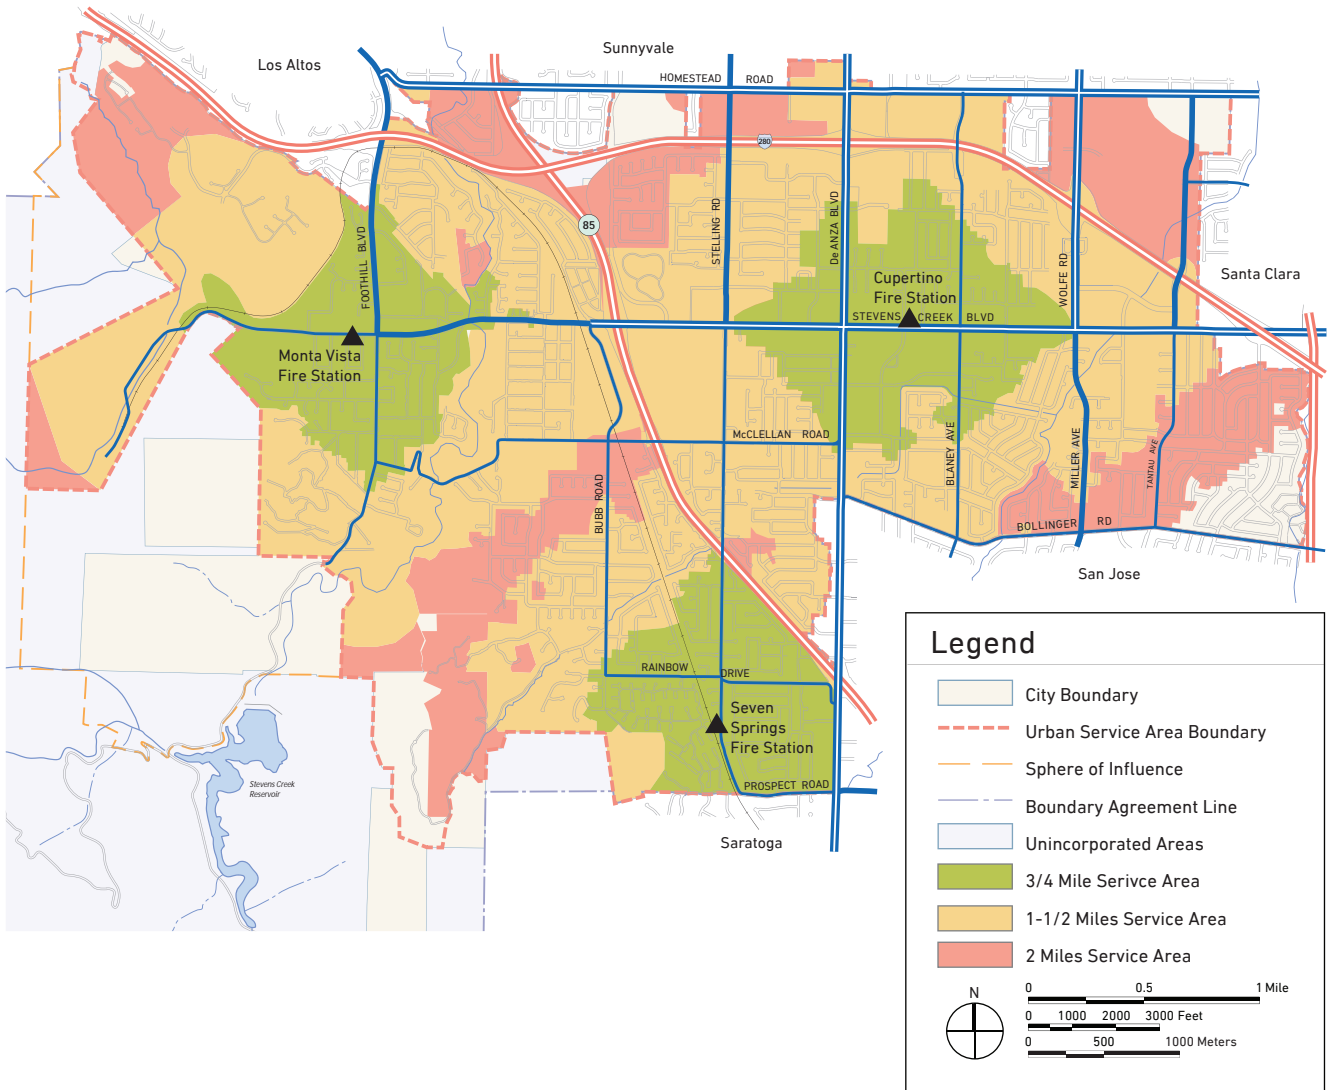 Los Altos
Sunnyvale
HOMESTEAD ROAD
280
85
FOOTHILL BLVD
STELLING RD
DeANZA BLVD
WOLFE RD
Santa Clara
Cupertino
Fire Station
STEVENS CREEK BLVD
Monta Vista
Fire Station
McCLELLAN ROAD
BUBB ROAD
BLANEY AVE
MILLER AVE
TANTAU AVE
BOLLINGER RD
San Jose
RAINBOW DRIVE
Seven
Springs
Fire Station
PROSPECT ROAD
Saratoga
Stevens Creek
Reservoir
Legend
City Boundary
Urban Service Area Boundary
Sphere of Influence
Boundary Agreement Line
Unincorporated Areas
3/4 Mile Serivce Area
1-1/2 Miles Service Area
2 Miles Service Area
N
0 0.5 1 Mile
0 1000 2000 3000 Feet
0 500 1000 Meters